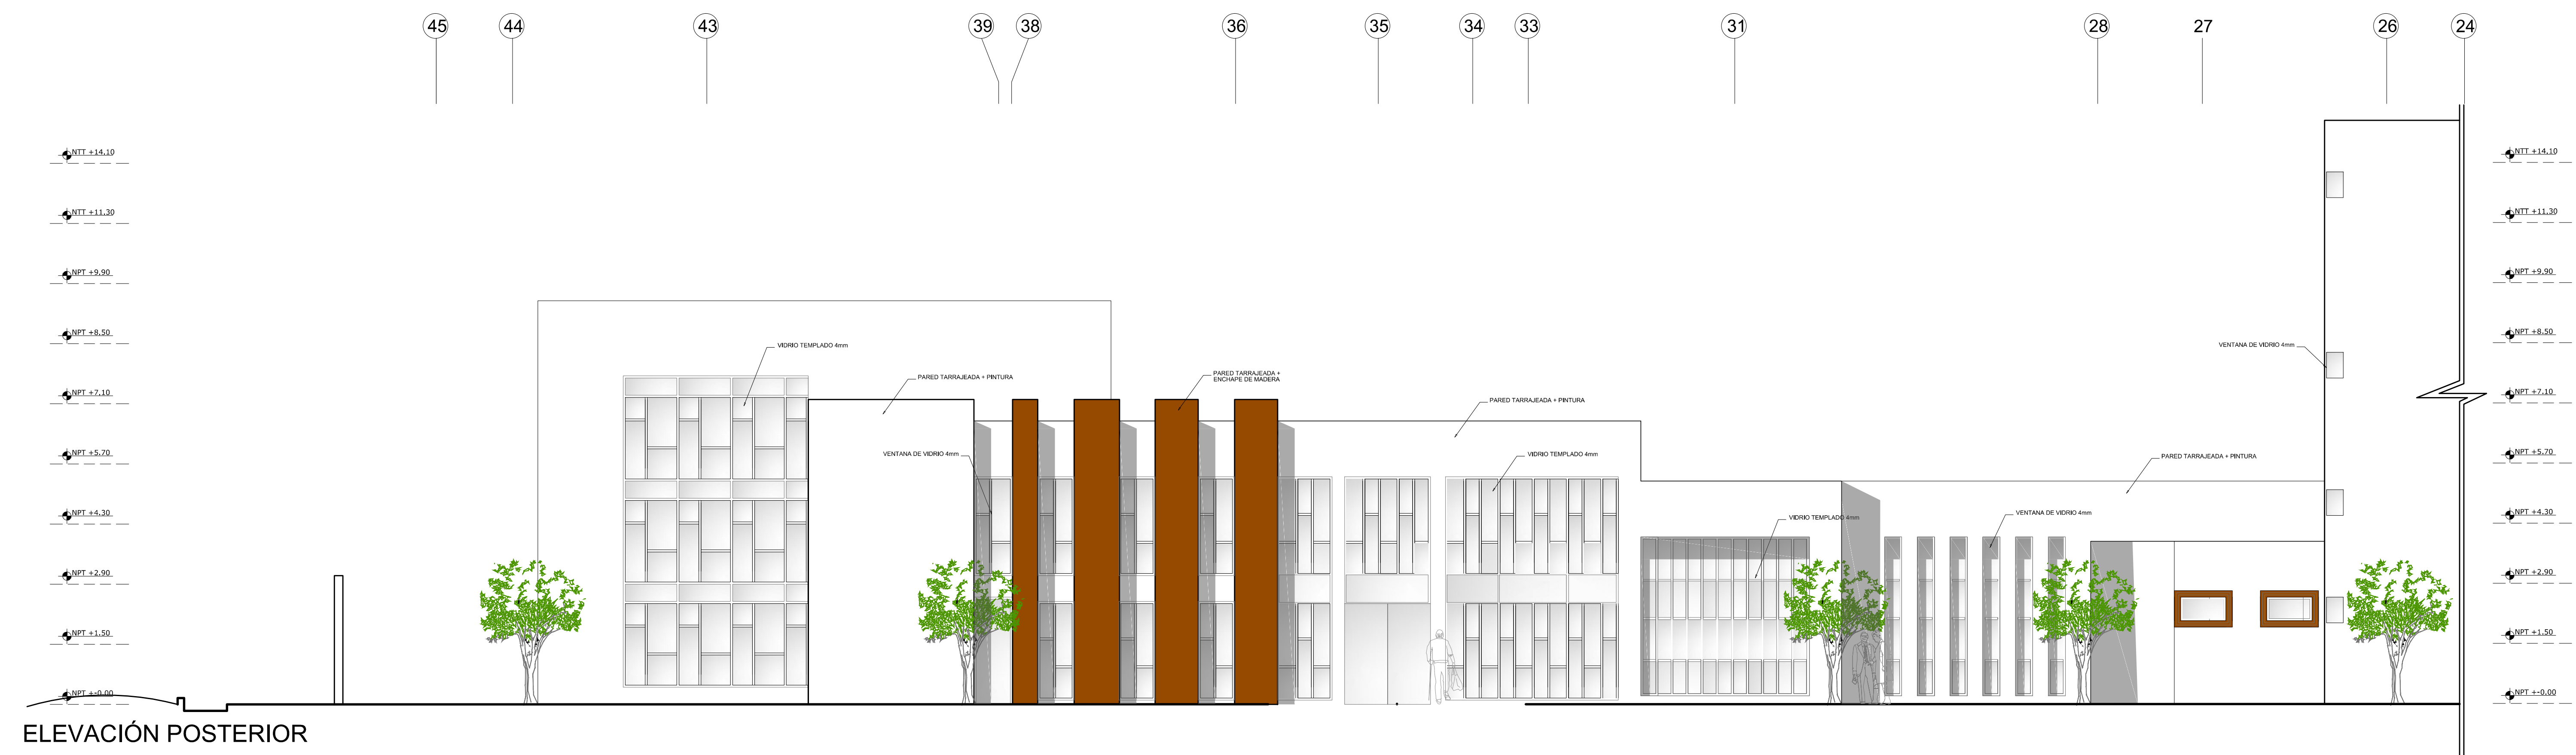 45 44 43 39 38 36 35 34 33 31 28 27 26 24
NTT +14,10
NTT +14,10
NTT +11,30
NTT +11,30
NPT +9,90
NPT +9,90
NPT +8,50
NPT +8,50
VIDRIO TEMPLADO 4mm
VENTANA DE VIDRIO 4mm
PARED TARRAJEADA + PINTURA
PARED TARRAJEADA +
ENCHAPE DE MADERA
NPT +7,10
NPT +7,10
PARED TARRAJEADA + PINTURA
NPT +5,70
NPT +5,70
VENTANA DE VIDRIO 4mm
VIDRIO TEMPLADO 4mm
PARED TARRAJEADA + PINTURA
NPT +4,30
NPT +4,30
VIDRIO TEMPLADO 4mm
VENTANA DE VIDRIO 4mm
NPT +2,90
NPT +2,90
NPT +1,50
NPT +1,50
NPT +-0,00
NPT +-0,00
ELEVACIÓN POSTERIOR